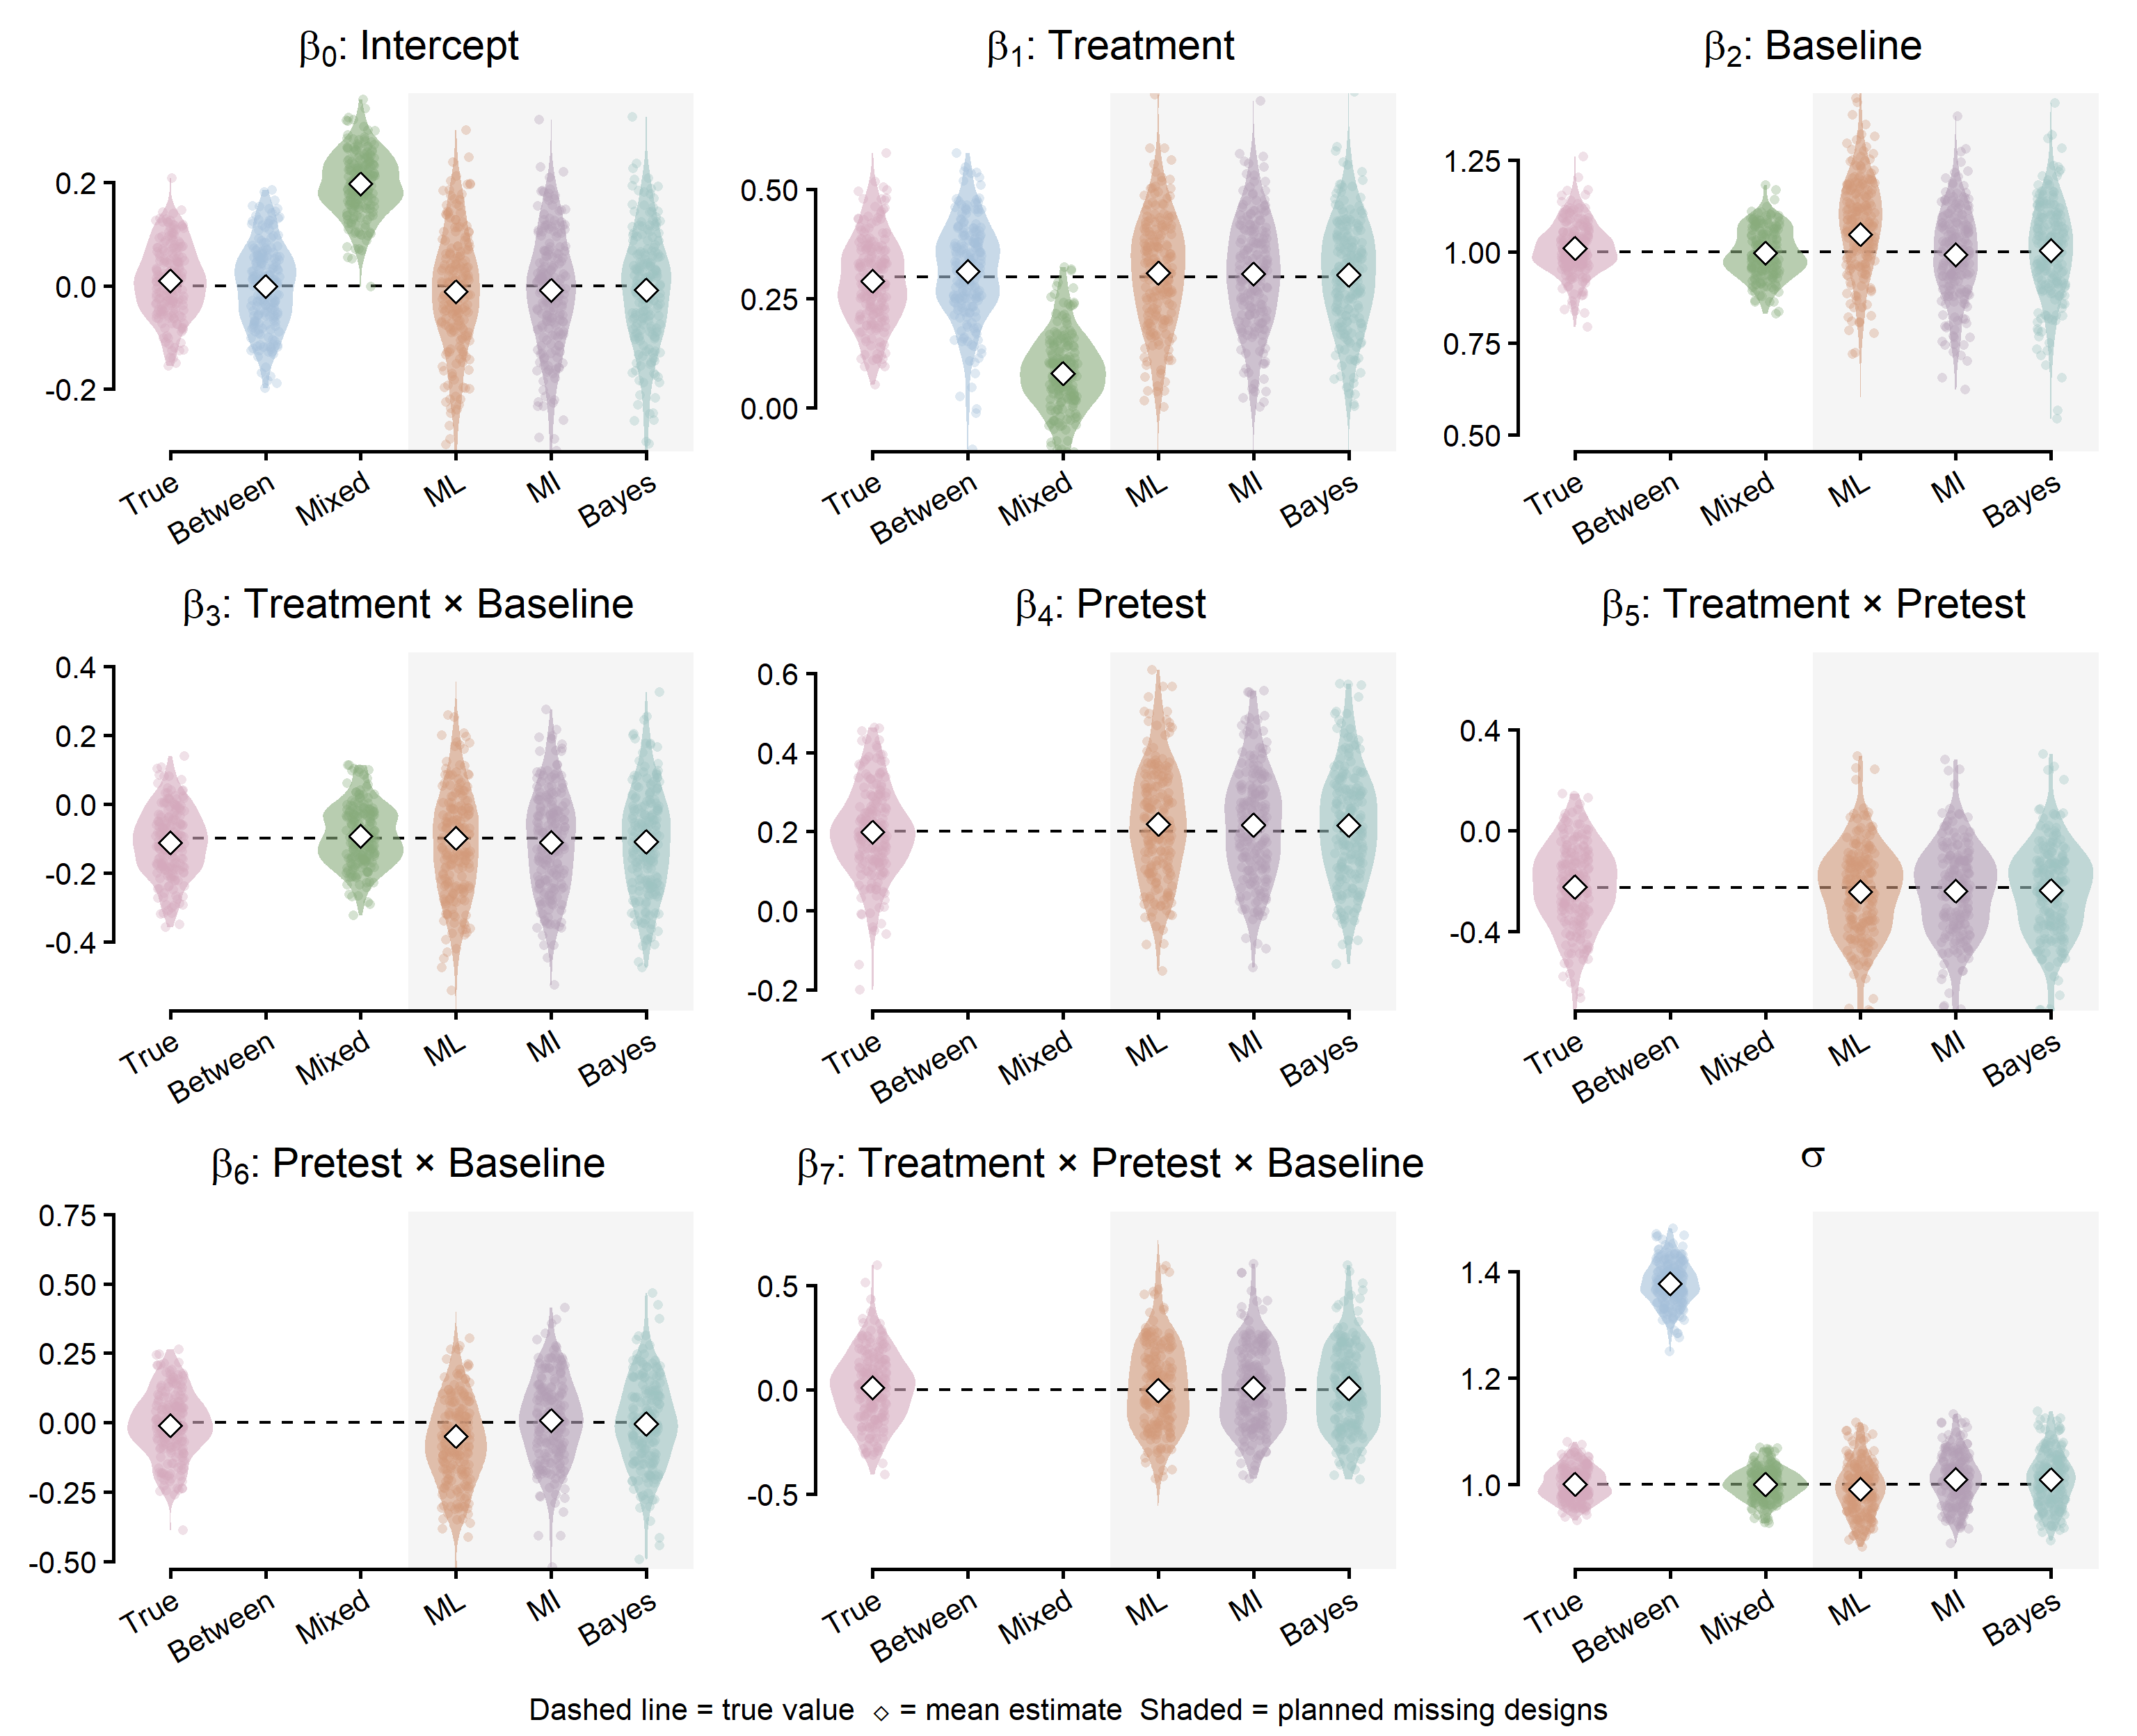 β0: Intercept
0.2
0.0
-0.2
True Between Mixed ML MI Bayes
β1: Treatment
0.50
0.25
0.00
True Between Mixed ML MI Bayes
β2: Baseline
1.25
1.00
0.75
0.50
True Between Mixed ML MI Bayes
β3: Treatment × Baseline
0.4
0.2
0.0
-0.2
-0.4
True Between Mixed ML MI Bayes
β4: Pretest
0.6
0.4
0.2
0.0
-0.2
True Between Mixed ML MI Bayes
β5: Treatment × Pretest
0.4
0.0
-0.4
True Between Mixed ML MI Bayes
β6: Pretest × Baseline
0.75
0.50
0.25
0.00
-0.25
-0.50
True Between Mixed ML MI Bayes
β7: Treatment × Pretest × Baseline
0.5
0.0
-0.5
True Between Mixed ML MI Bayes
σ
1.4
1.2
1.0
True Between Mixed ML MI Bayes
Dashed line = true value ◇ = mean estimate Shaded = planned missing designs